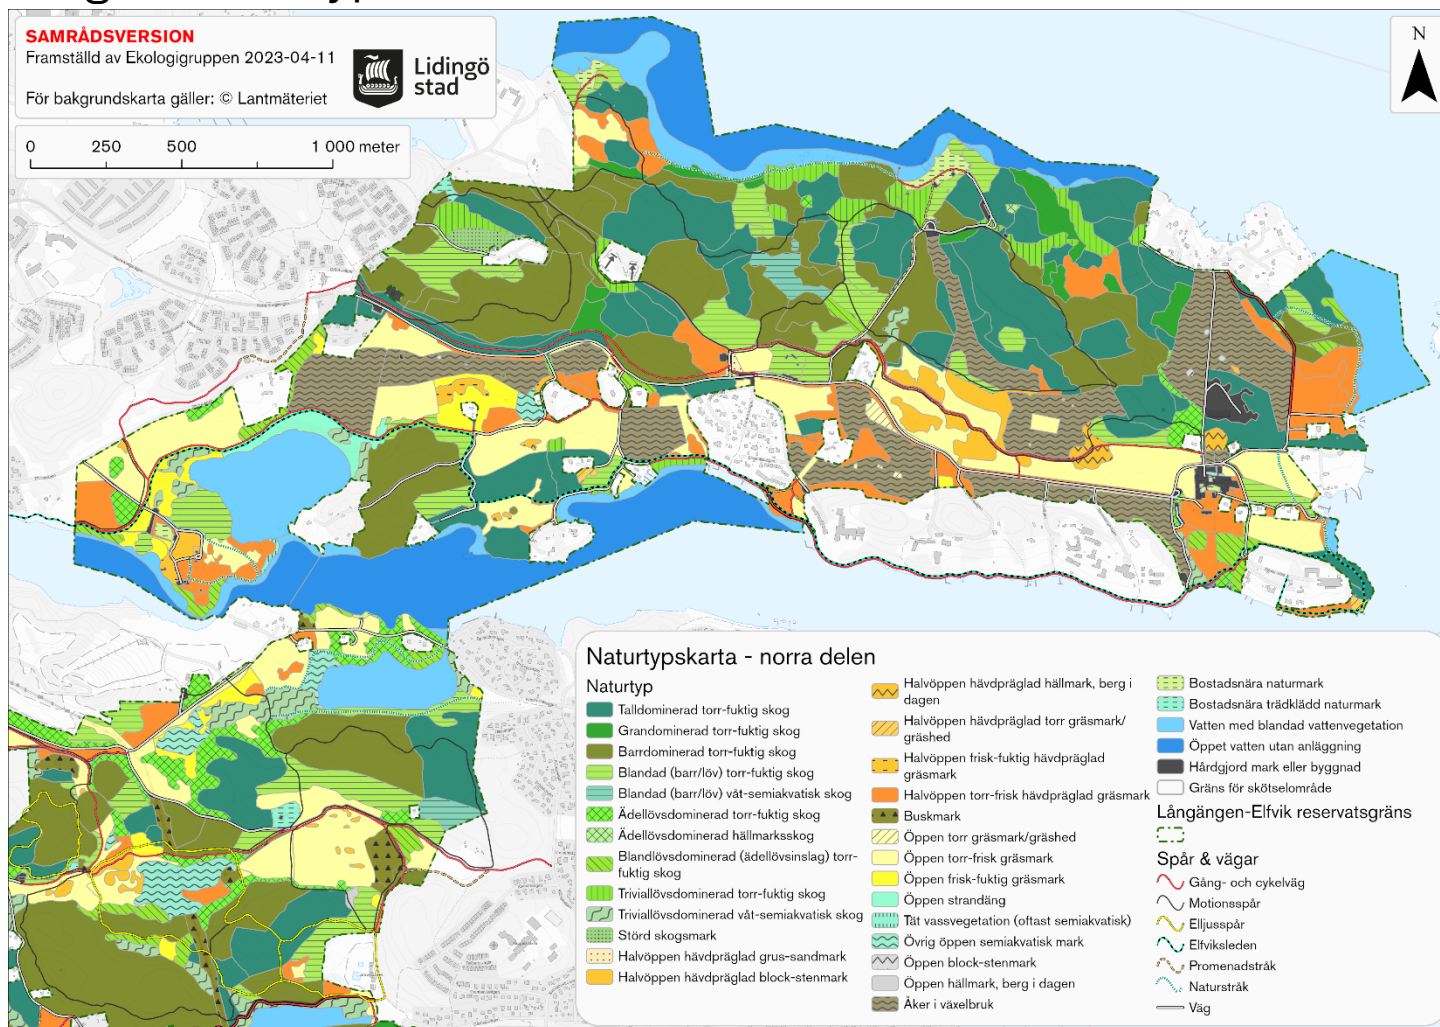 SAMRÅDSVERSION
Framställd av Ekologigruppen 2023-04-11
För bakgrundskarta gäller: © Lantmäteriet
Lidingö
stad
N
0 250 500 1 000 meter
Naturtypskarta - norra delen
Naturtyp
Talldominerad torr-fuktig skog
Grandominerad torr-fuktig skog
Barrdominerad torr-fuktig skog
Blandad (barr/löv) torr-fuktig skog
Blandad (barr/löv) våt-semiakvatisk skog
Ädellövsdominerad torr-fuktig skog
Ädellövsdominerad hällmarksskog
Blandlövsdominerad (ädellövsinslag) torr-
fuktig skog
Triviallövsdominerad torr-fuktig skog
Triviallövsdominerad våt-semiakvatisk skog
Störd skogsmark
Halvöppen hävdpräglad grus-sandmark
Halvöppen hävdpräglad block-stenmark
Halvöppen hävdpräglad hällmark, berg i
dagen
Halvöppen hävdpräglad torr gräsmark/
gräshed
Halvöppen frisk-fuktig hävdpräglad
gräsmark
Halvöppen torr-frisk hävdpräglad gräsmark
Buskmark
Öppen torr gräsmark/gräshed
Öppen torr-frisk gräsmark
Öppen frisk-fuktig gräsmark
Öppen strandäng
Tät vassvegetation (oftast semiakvatisk)
Övrig öppen semiakvatisk mark
Öppen block-stenmark
Öppen hällmark, berg i dagen
Åker i växelbruk
Bostadsnära naturmark
Bostadsnära trädklädd naturmark
Vatten med blandad vattenvegetation
Öppet vatten utan anläggning
Hårdgjord mark eller byggnad
Gräns för skötselområde
Långängen-Elfvik reservatsgräns
Spår & vägar
Gång- och cykelväg
Motionsspår
Elljusspår
Elfviksleden
Promenadstråk
Naturstråk
Väg